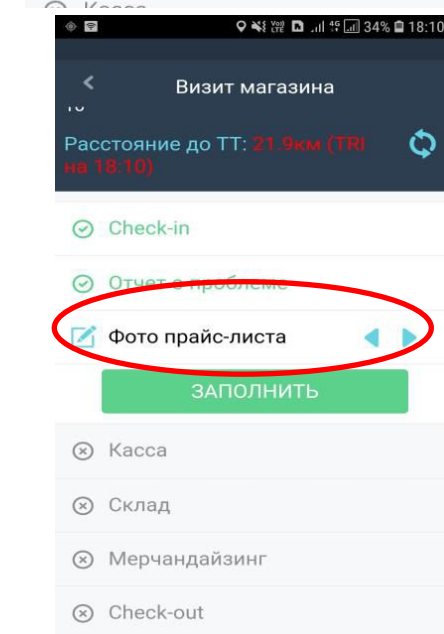 Касса
34% 18:10
Визит магазина
Расстояние до ТТ: 21.9км (TRI
на 18:10)
Check-in
Отчет о проблеме
Фото прайс-листа
ЗАПОЛНИТЬ
Касса
Склад
Мерчандайзинг
Check-out